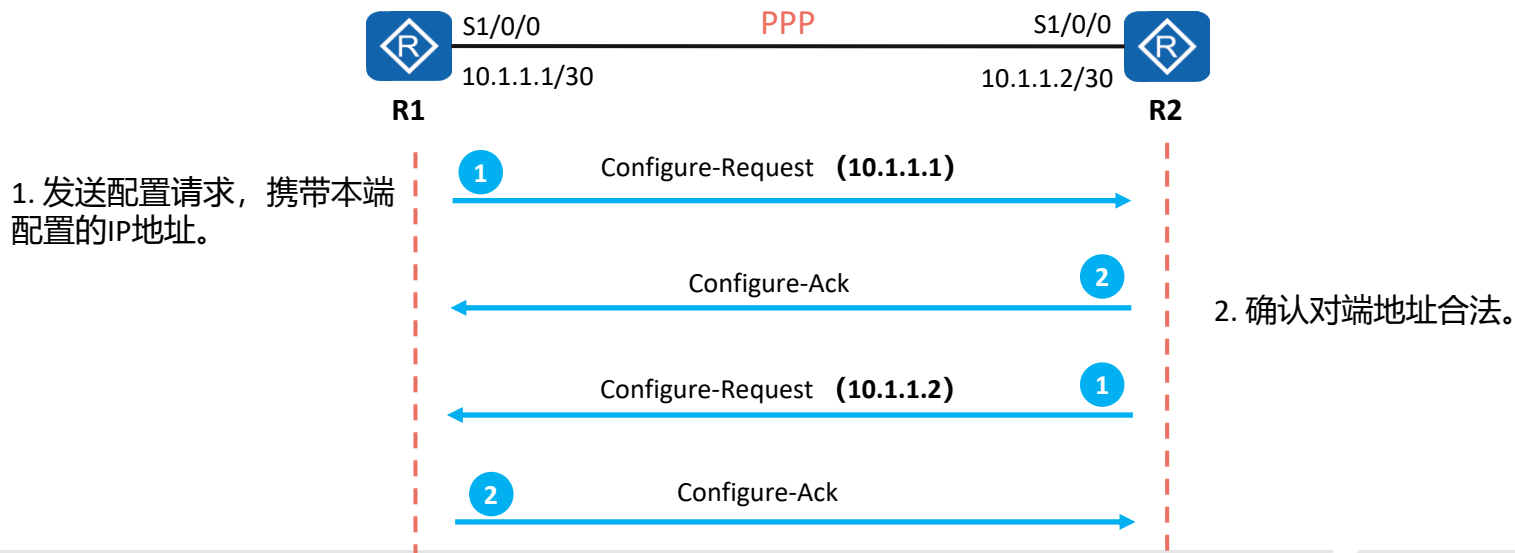 S1/0/0
PPP
S1/0/0
R
R
10.1.1.1/30
10.1.1.2/30
R1
R2
1
Configure-Request（10.1.1.1）
1. 发送配置请求，携带本端
配置的IP地址。
Configure-Ack
2
2. 确认对端地址合法。
Configure-Request（10.1.1.2）
1
2
Configure-Ack